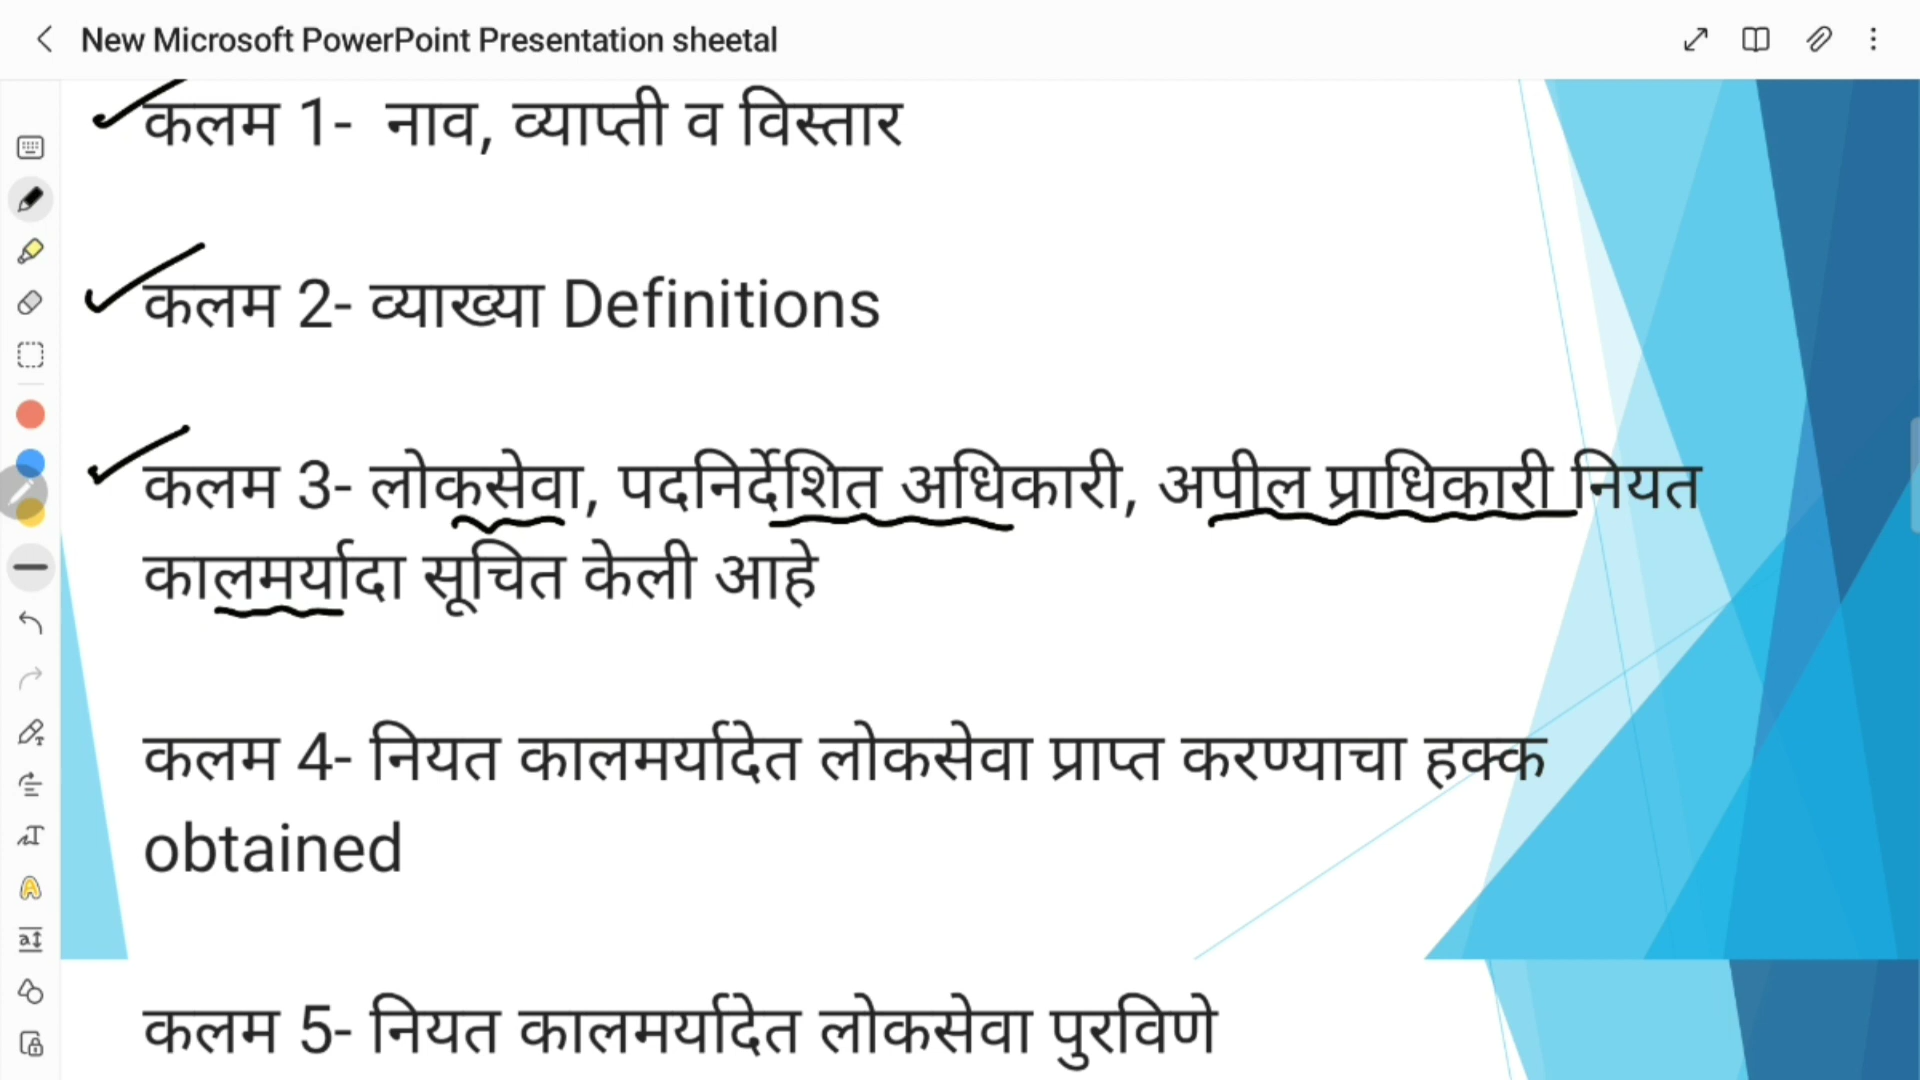 New Microsoft PowerPoint Presentation sheetal
कलम 1- नाव, व्याप्ती व विस्तार
कलम 2- व्याख्या Definitions
कलम 3- लोकसेवा, पदनिर्देशित अधिकारी, अपील प्राधिकारी नियत
कालमर्यादा सूचित केली आहे
कलम 4- नियत कालमर्यादेत लोकसेवा प्राप्त करण्याचा हक्क
obtained
कलम 5- नियत कालमर्यादेत लोकसेवा पुरविणे